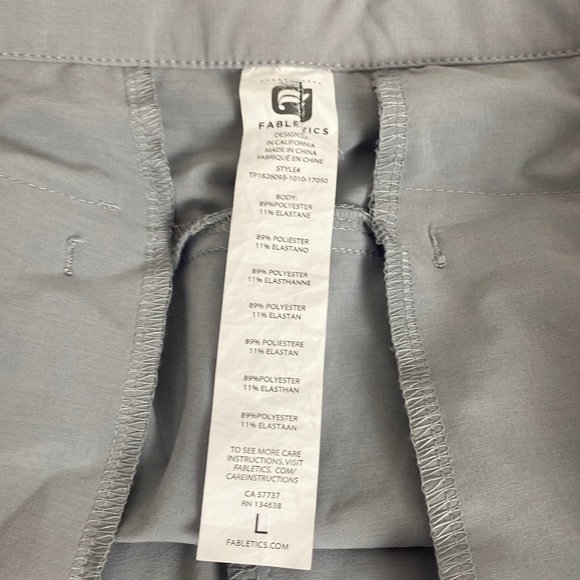 FABLETICS
DESIGNED
IN CALIFORNIA
MADE IN CHINA
FABRIQUÉ EN CHINE
STYLE#
TP1826093-1010-17050
BODY:
89%POLYESTER
11% ELASTANE
89% POLIÉSTER
11% ELASTANO
89% POLYESTER
11% ELASTHANNE
89% POLYESTER
11% ELASTAN
89% POLIESTERE
11% ELASTAN
89%POLYESTER
11% ELASTHAN
89%POLYESTER
11% ELASTAAN
TO SEE MORE CARE
INSTRUCTIONS, VISIT
FABLETICS. COM/
CAREINSTRUCTIONS
CA 57737
RN 134638
L
FABLETICS.COM